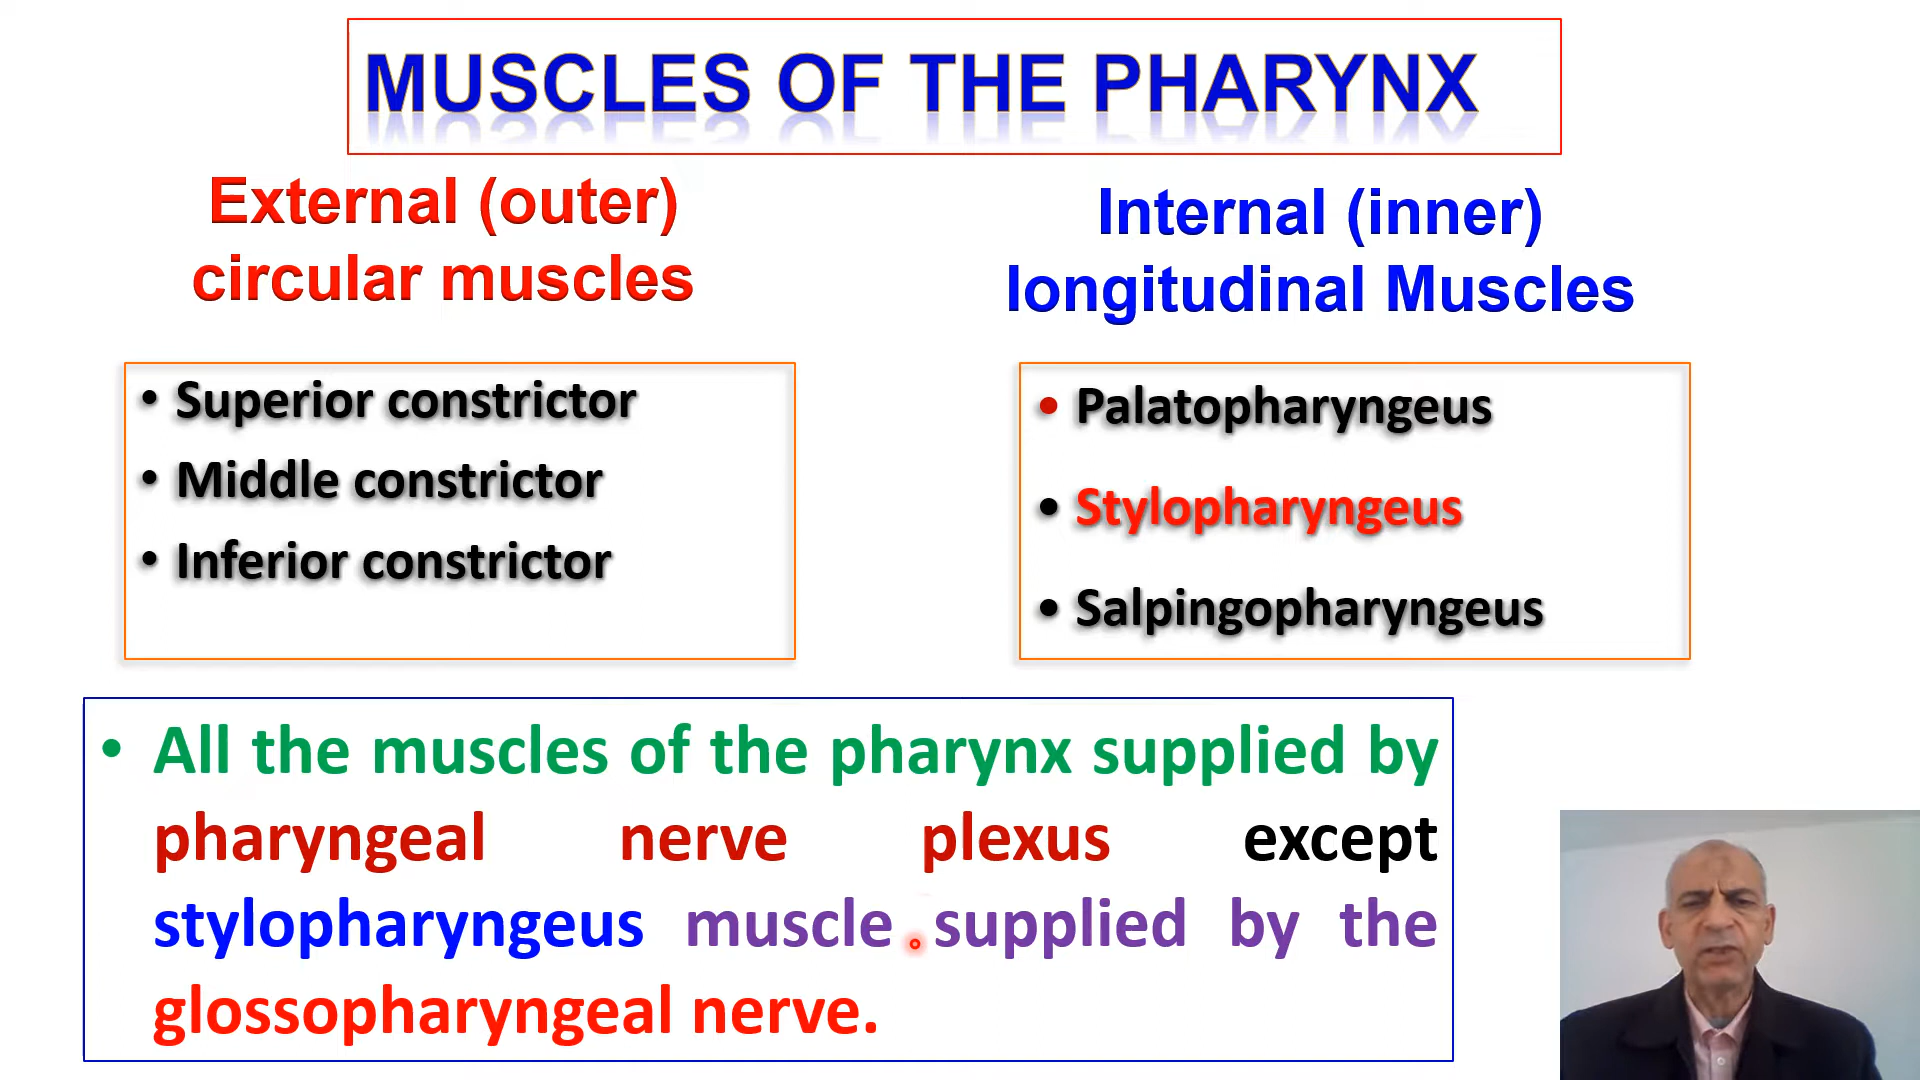 MUSCLES OF THE PHARYNX
External (outer)
circular muscles
• Superior constrictor
• Middle constrictor
• Inferior constrictor
Internal (inner)
longitudinal Muscles
• Palatopharyngeus
• Stylopharyngeus
• Salpingopharyngeus
• All the muscles of the pharynx supplied by
pharyngeal nerve plexus except
stylopharyngeus muscle supplied by the
glossopharyngeal nerve.